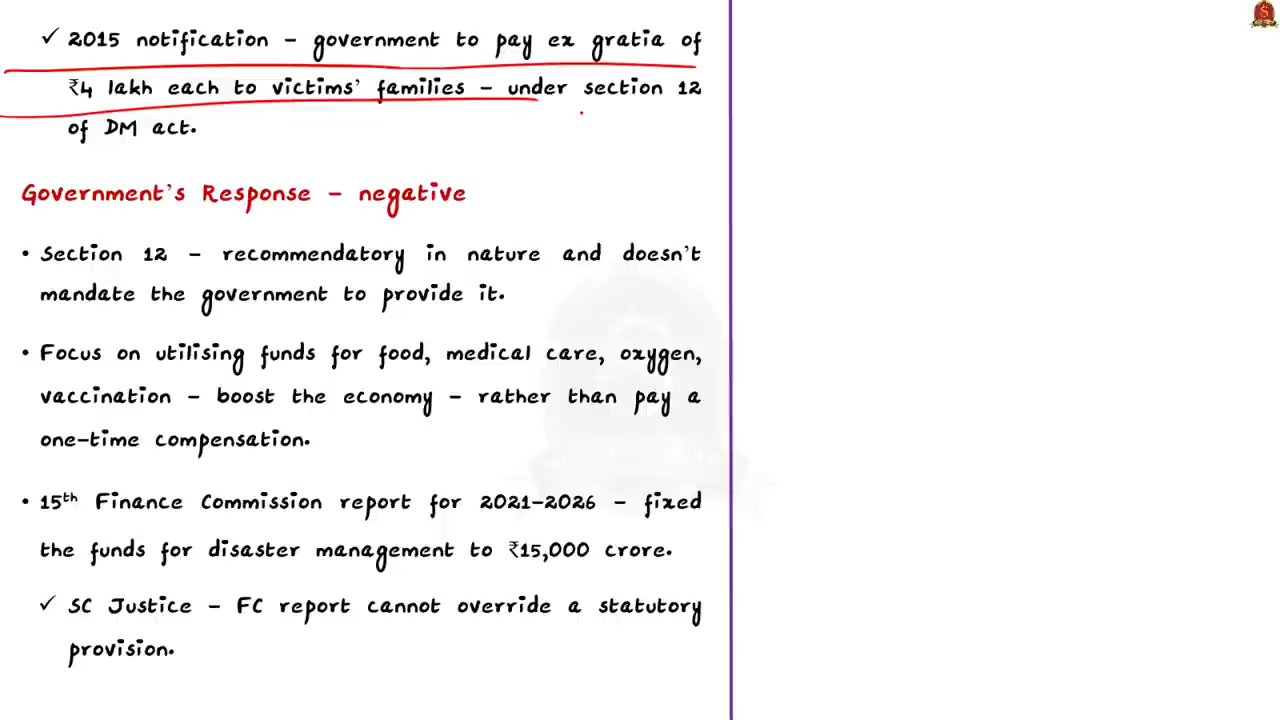 ✓ 2015 notification – government to pay ex gratia of
₹4 lakh each to victims' families – under section 12
of DM act.
Government's Response – negative
• Section 12 – recommendatory in nature and doesn't
mandate the government to provide it.
• Focus on utilising funds for food, medical care, oxygen,
vaccination – boost the economy – rather than pay a
one-time compensation.
• 15th Finance Commission report for 2021-2026 – fixed
the funds for disaster management to ₹15,000 crore.
✓ SC Justice – FC report cannot override a statutory
provision.